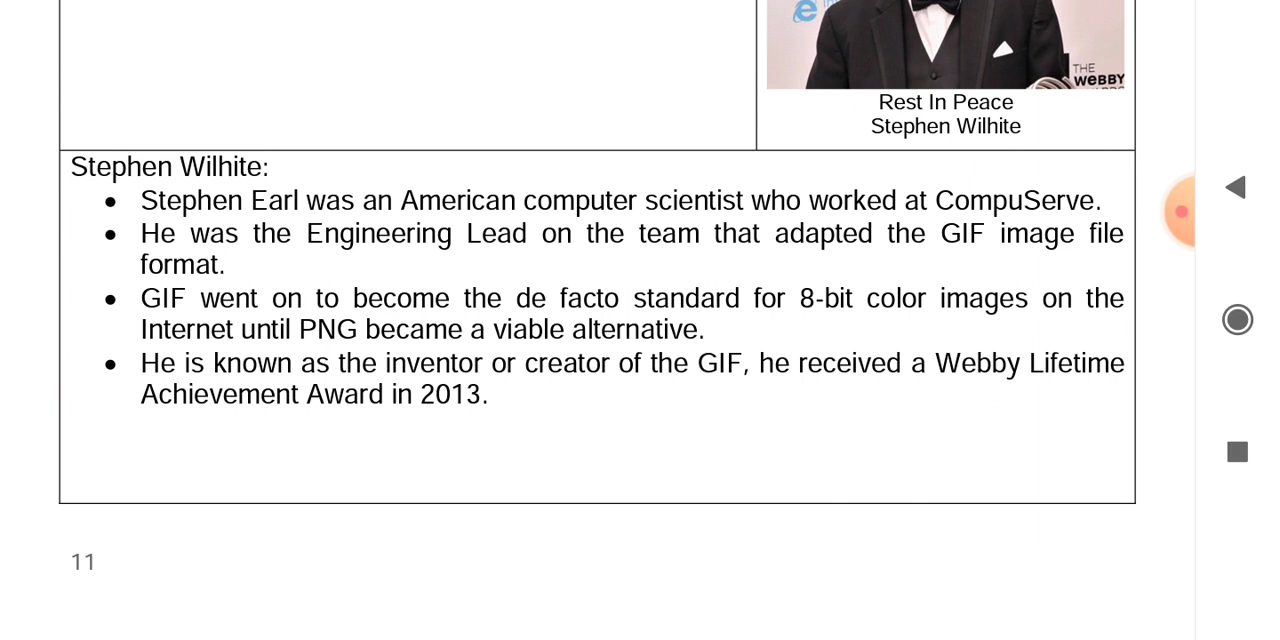 THE
WEBBY
Rest In Peace
Stephen Wilhite
Stephen Wilhite:
• Stephen Earl was an American computer scientist who worked at CompuServe.
• He was the Engineering Lead on the team that adapted the GIF image file
format.
• GIF went on to become the de facto standard for 8-bit color images on the
Internet until PNG became a viable alternative.
• He is known as the inventor or creator of the GIF, he received a Webby Lifetime
Achievement Award in 2013.
11